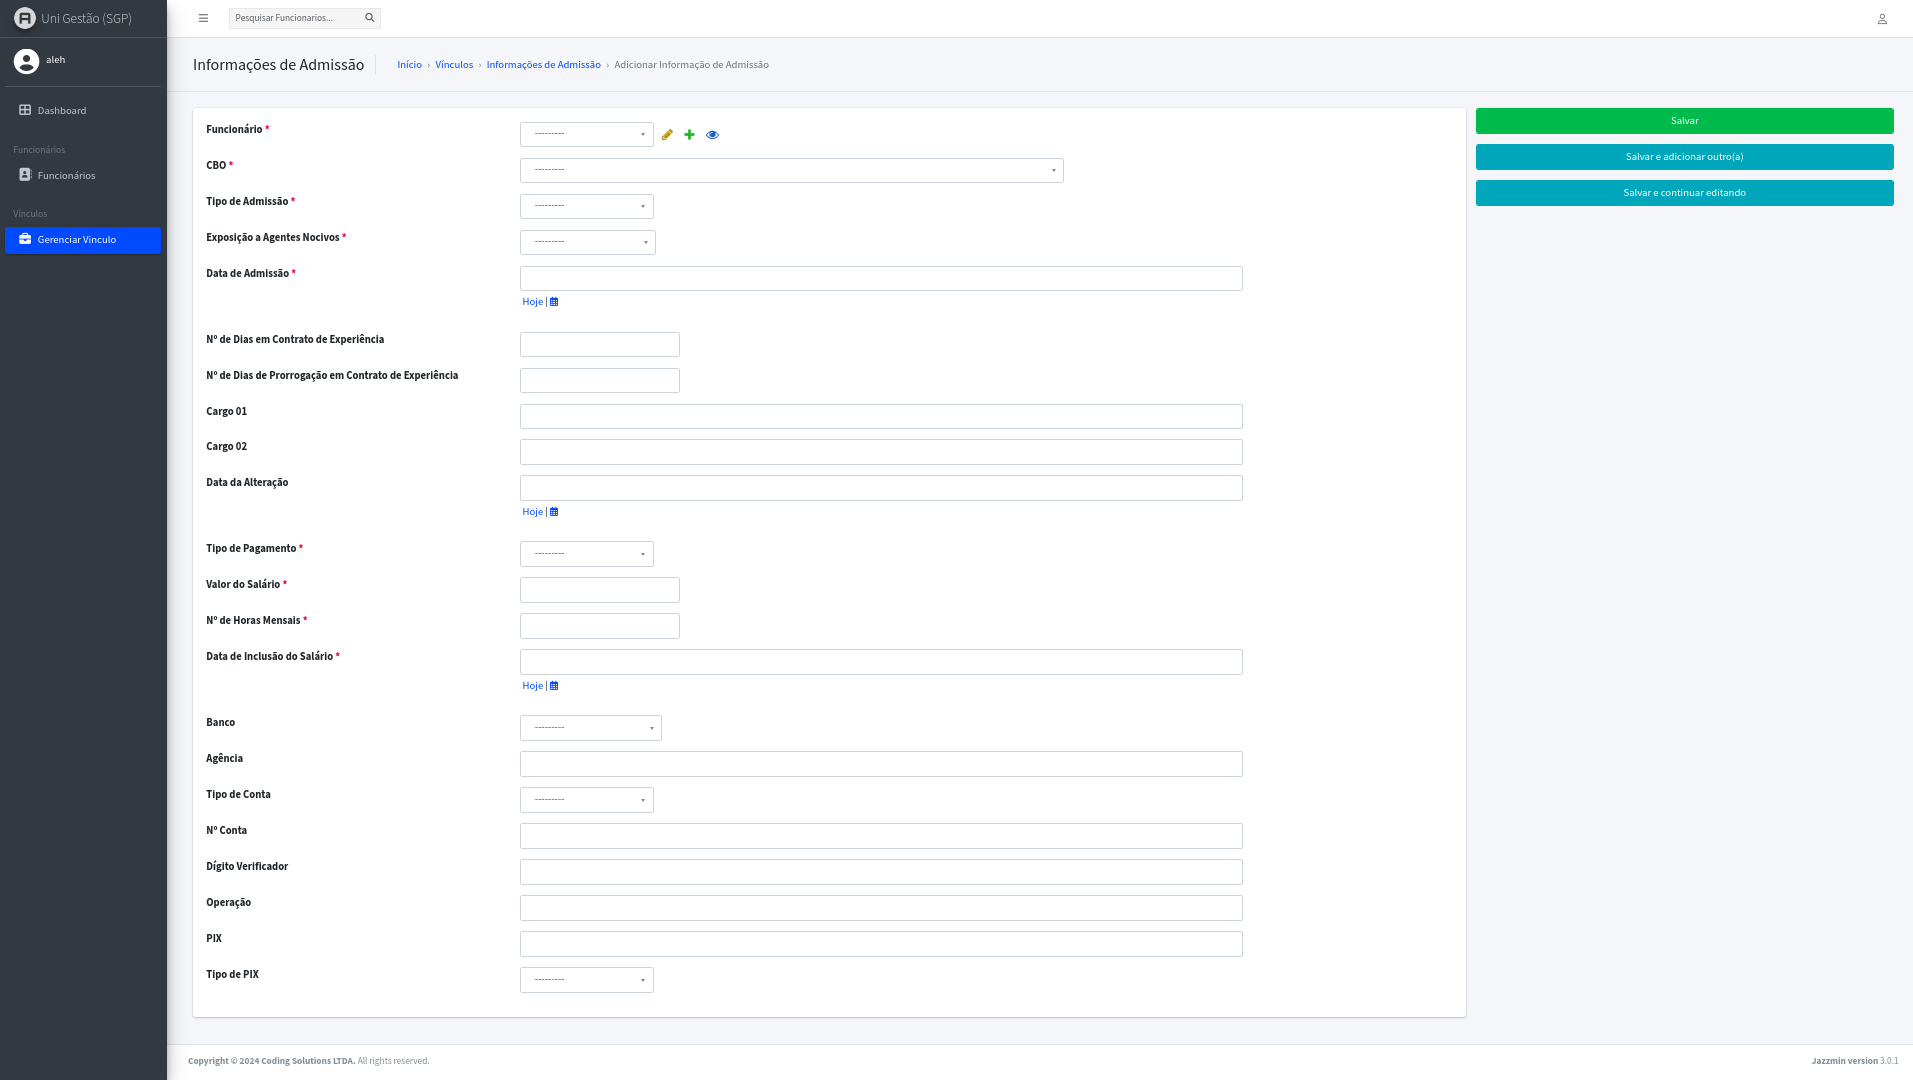 Uni Gestão (SGP)
Pesquisar Funcionarios...
aleh
Informações de Admissão
Início › Vínculos › Informações de Admissão › Adicionar Informação de Admissão
Dashboard
Funcionários
Funcionários
Vínculos
Gerenciar Vinculo
Funcionário *
---------
CBO *
---------
Tipo de Admissão *
---------
Exposição a Agentes Nocivos *
---------
Data de Admissão *
Hoje |
Nº de Dias em Contrato de Experiência
Nº de Dias de Prorrogação em Contrato de Experiência
Cargo 01
Cargo 02
Data da Alteração
Hoje |
Tipo de Pagamento *
---------
Valor do Salário *
Nº de Horas Mensais *
Data de Inclusão do Salário *
Hoje |
Banco
---------
Agência
Tipo de Conta
---------
Nº Conta
Dígito Verificador
Operação
PIX
Tipo de PIX
---------
Salvar
Salvar e adicionar outro(a)
Salvar e continuar editando
Copyright © 2024 Coding Solutions LTDA. All rights reserved.
Jazzmin version 3.0.1